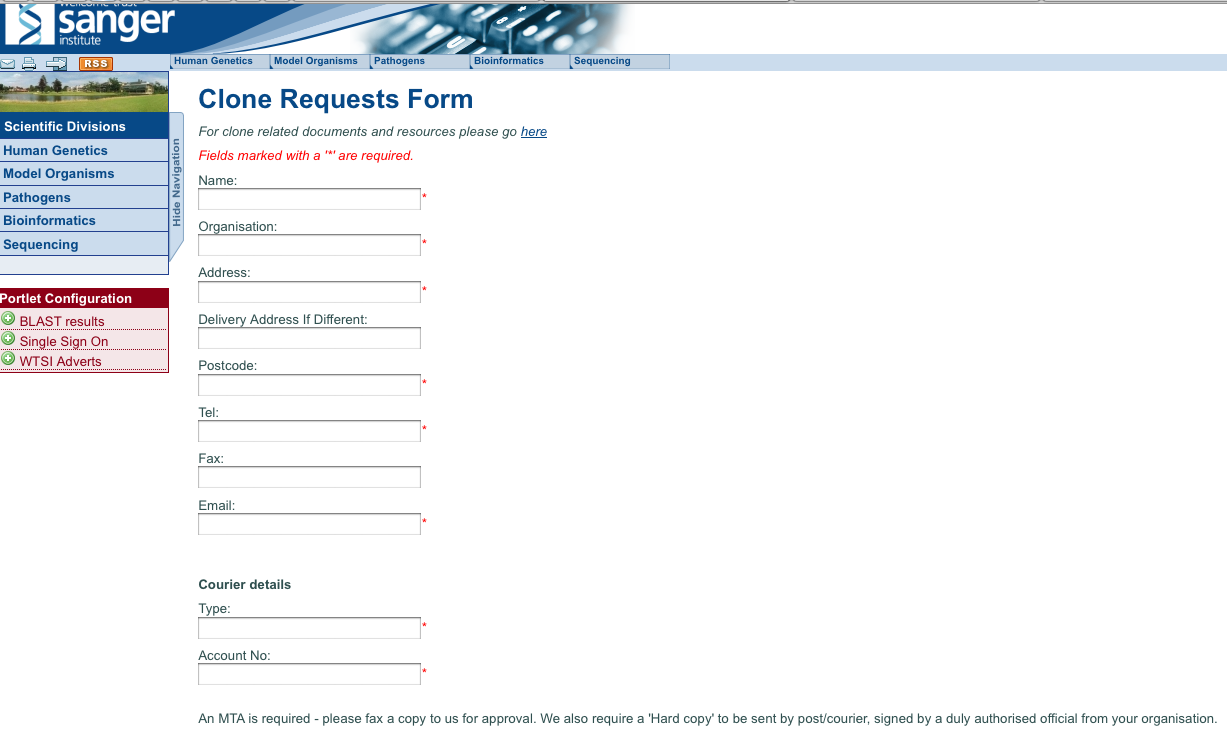 wellcome trust
sanger
institute
RSS
Human Genetics
Model Organisms
Pathogens
Bioinformatics
Sequencing
Scientific Divisions
Human Genetics
Model Organisms
Pathogens
Bioinformatics
Sequencing
Hide Navigation
Portlet Configuration
BLAST results
Single Sign On
WTSI Adverts
Clone Requests Form
For clone related documents and resources please go here
Fields marked with a '*' are required.
Name:
*
Organisation:
*
Address:
*
Delivery Address If Different:
Postcode:
*
Tel:
*
Fax:
Email:
*
Courier details
Type:
*
Account No:
*
An MTA is required - please fax a copy to us for approval. We also require a 'Hard copy' to be sent by post/courier, signed by a duly authorised official from your organisation.